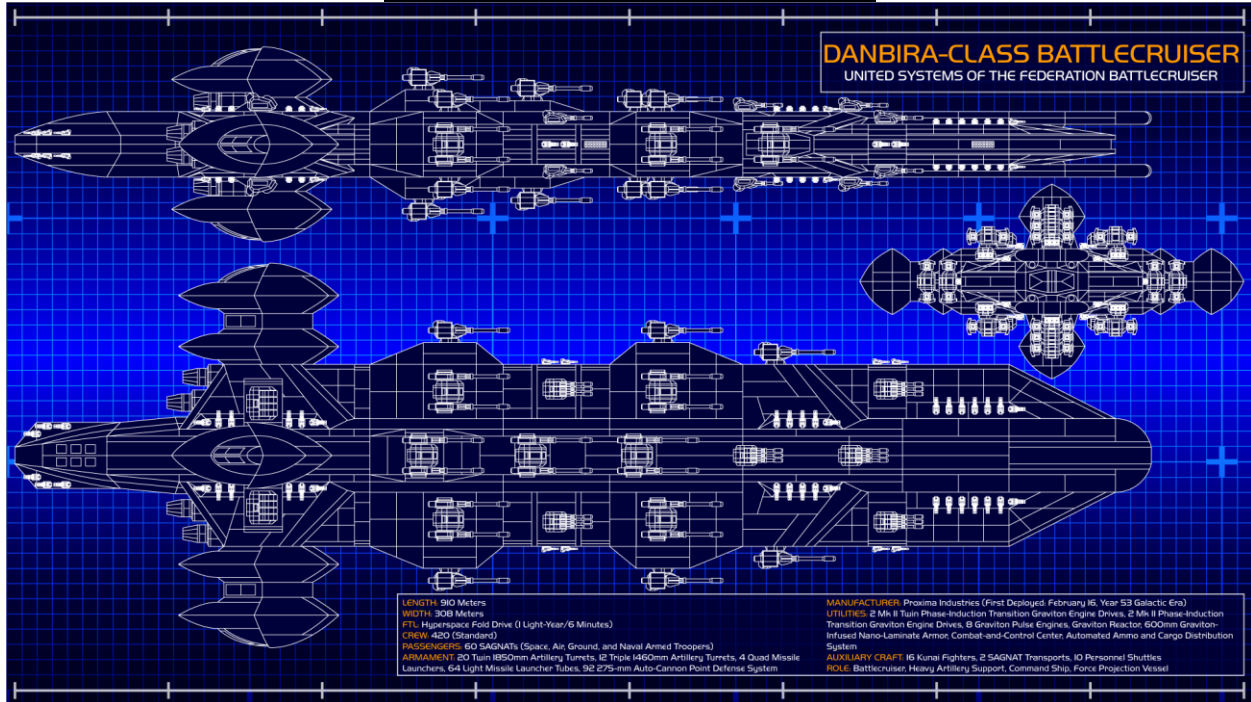 DANBIRA-CLASS BATTLECRUISER
UNITED SYSTEMS OF THE FEDERATION BATTLECRUISER
LENGTH: 910 Meters
WIDTH: 308 Meters
FTL: Hyperspace Fold Drive (1 Light-Year/6 Minutes)
CREW: 420 (Standard)
PASSENGERS: 60 SAGNATs (Space, Air, Ground, and Naval Armed Troopers)
ARMAMENT: 20 Twin 1850mm Artillery Turrets, 12 Triple 1460mm Artillery Turrets, 4 Quad Missile
Launchers, 64 Light Missile Launcher Tubes, 92 275-mm Auto-Cannon Point Defense System
MANUFACTURER: Proxima Industries (First Deployed: February 16, Year 53 Galactic Era)
UTILITIES: 2 Mk II Twin Phase-Induction Transition Graviton Engine Drives, 2 Mk II Phase-Induction
Transition Graviton Engine Drives, 8 Graviton Pulse Engines, Graviton Reactor, 600mm Graviton-
Infused Nano-Laminate Armor, Combat-and-Control Center, Automated Ammo and Cargo Distribution
System
AUXILIARY CRAFT: 16 Kunai Fighters, 2 SAGNAT Transports, 10 Personnel Shuttles
ROLE: Battlecruiser, Heavy Artillery Support, Command Ship, Force Projection Vessel